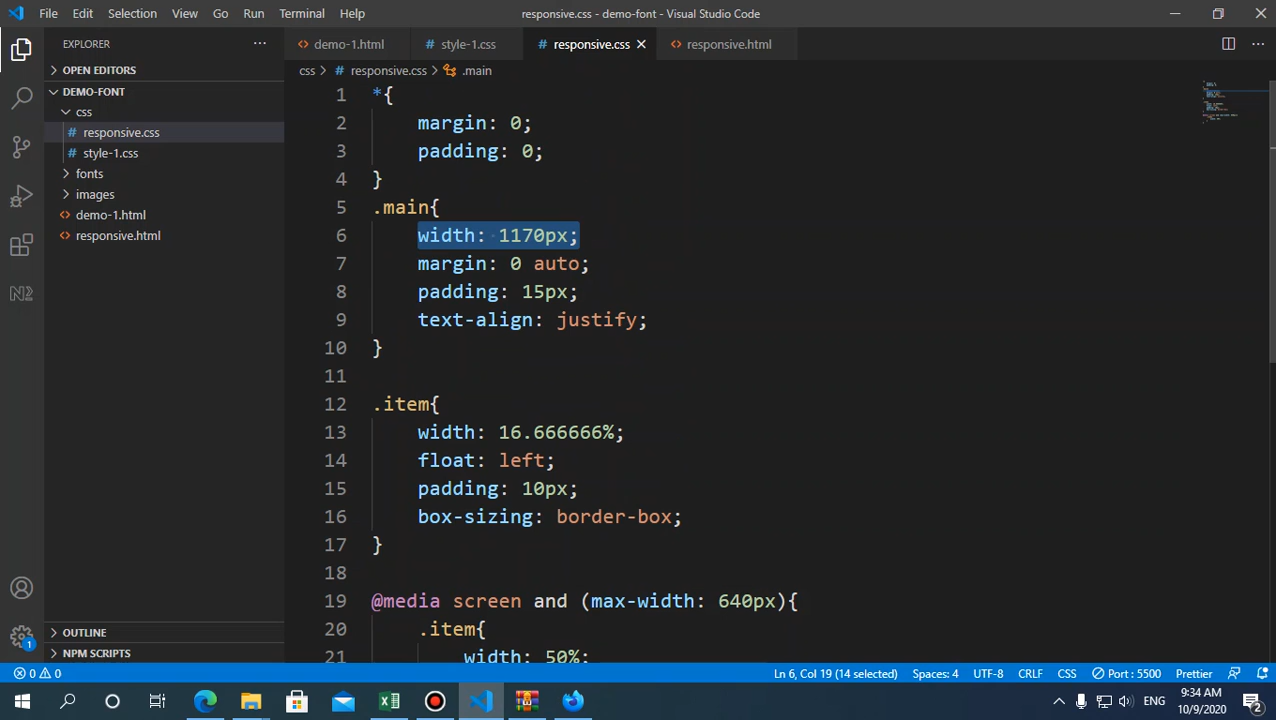 File Edit Selection View Go Run Terminal Help responsive.css - demo-font - Visual Studio Code
EXPLORER ··· demo-1.html style-1.css responsive.css responsive.html ···
OPEN EDITORS css > responsive.css > .main
DEMO-FONT
css
responsive.css
style-1.css
fonts
images
demo-1.html
responsive.html
OUTLINE
NPM SCRIPTS
1 *{
2 margin: 0;
3 padding: 0;
4 }
5 .main{
6 width: 1170px;
7 margin: 0 auto;
8 padding: 15px;
9 text-align: justify;
10 }
11
12 .item{
13 width: 16.666666%;
14 float: left;
15 padding: 10px;
16 box-sizing: border-box;
17 }
18
19 @media screen and (max-width: 640px){
20 .item{
21 width: 50%;
1
0 0 Ln 6, Col 19 (14 selected) Spaces: 4 UTF-8 CRLF CSS Port : 5500 Prettier
ENG 9:34 AM
10/9/2020 2